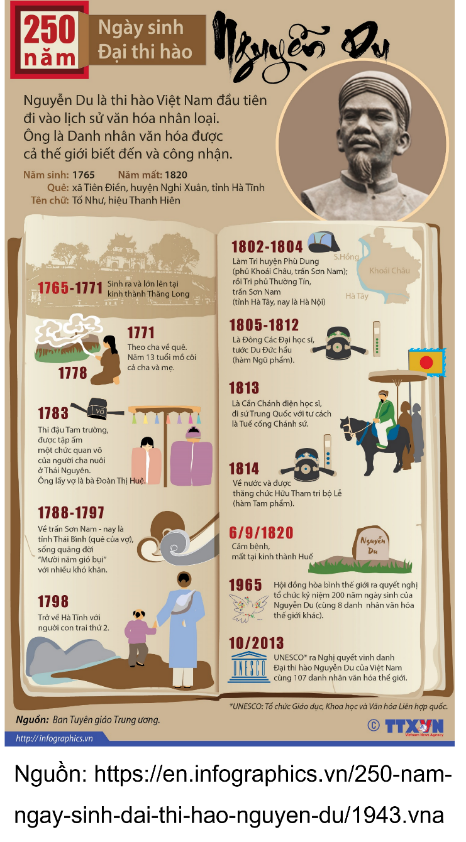 250
năm
Ngày sinh
Đại thi hào
Nguyễn Du
Nguyễn Du là thi hào Việt Nam đầu tiên
đi vào lịch sử văn hóa nhân loại.
Ông là Danh nhân văn hóa được
cả thế giới biết đến và công nhận.
Năm sinh: 1765 Năm mất: 1820
Quê: xã Tiên Điền, huyện Nghi Xuân, tỉnh Hà Tĩnh
Tên chữ: Tố Như, hiệu Thanh Hiên
1765-1771
Sinh ra và lớn lên tại
kinh thành Thăng Long
1771
Theo cha về quê.
Năm 13 tuổi mồ côi
cả cha và mẹ.
1778
1783
Thi đậu Tam trường,
được tập ấm
một chức quan võ
của người cha nuôi
ở Thái Nguyên.
Ông lấy vợ là bà Đoàn Thị Huệ.
1788-1797
Về trấn Sơn Nam - nay là
tỉnh Thái Bình (quê của vợ),
sống quãng đời
"Mười năm gió bụi"
với nhiều khó khăn.
1798
Trở về Hà Tĩnh với
người con trai thứ 2.
1802-1804
Làm Tri huyện Phù Dung
(phủ Khoái Châu, trấn Sơn Nam);
rồi Tri phủ Thường Tín,
trấn Sơn Nam
(tỉnh Hà Tây, nay là Hà Nội)
S.Hồng
Khoái Châu
Hà Tây
1805-1812
Là Đông Các Đại học sĩ,
tước Du Đức hầu
(hàm Ngũ phẩm).
1813
Là Cần Chánh điện học sĩ,
đi sứ Trung Quốc với tư cách
là Tuế cống Chánh sứ.
1814
Về nước và được
thăng chức Hữu Tham tri bộ Lễ
(hàm Tam phẩm).
6/9/1820
Cảm bệnh,
mất tại kinh thành Huế
Nguyễn
Du
1965
Hội đồng hòa bình thế giới ra quyết nghị
tổ chức kỷ niệm 200 năm ngày sinh của
Nguyễn Du (cùng 8 danh nhân văn hóa
thế giới khác).
10/2013
UNESCO
UNESCO* ra Nghị quyết vinh danh
Đại thi hào Nguyễn Du của Việt Nam
cùng 107 danh nhân văn hóa thế giới.
*UNESCO: Tổ chức Giáo dục, Khoa học và Văn hóa Liên hợp quốc.
Nguồn: Ban Tuyên giáo Trung ương.
© TTXVN
http://infographics.vn
Nguồn: https://en.infographics.vn/250-nam-
ngay-sinh-dai-thi-hao-nguyen-du/1943.vna